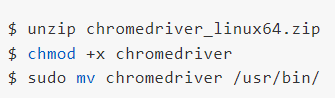 $ unzip chromedriver_linux64.zip
$ chmod +x chromedriver
$ sudo mv chromedriver /usr/bin/